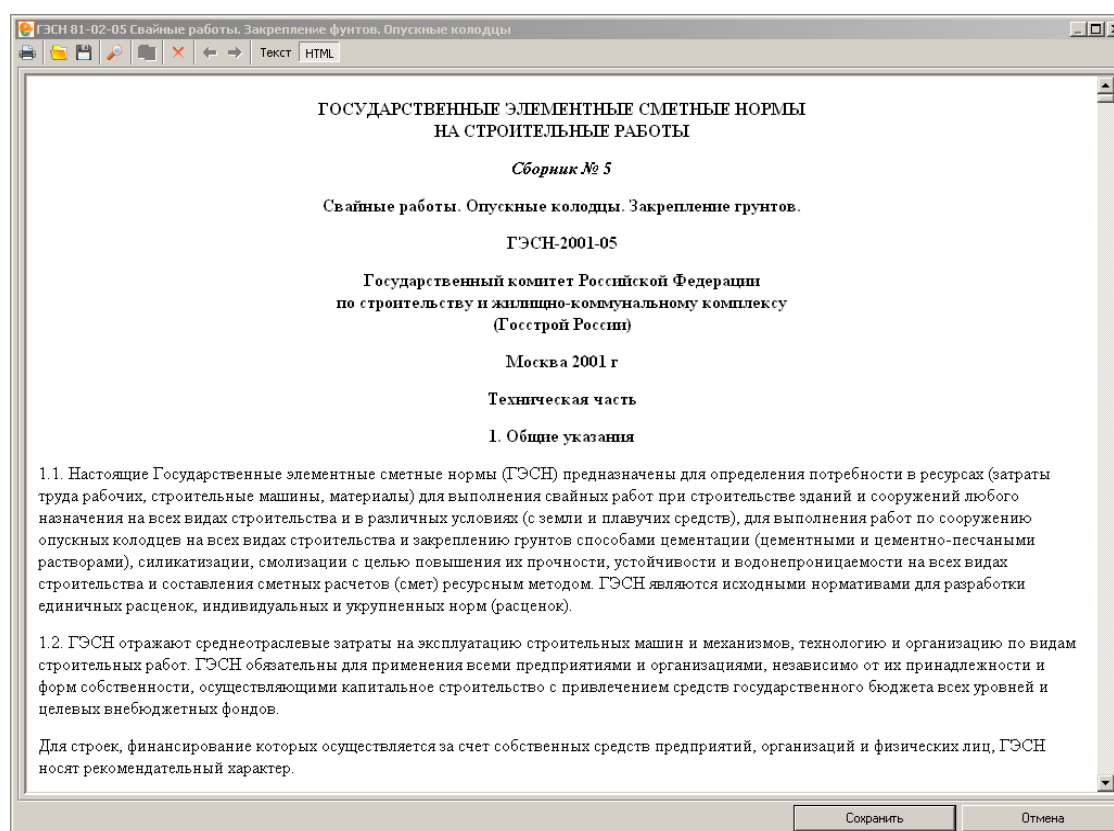 ГЭСН 81-02-05 Свайные работы. Закрепление фунтов. Опускные колодцы
Текст HTML
ГОСУДАРСТВЕННЫЕ ЭЛЕМЕНТНЫЕ СМЕТНЫЕ НОРМЫ
НА СТРОИТЕЛЬНЫЕ РАБОТЫ
Сборник № 5
Свайные работы. Опускные колодцы. Закрепление грунтов.
ГЭСН-2001-05
Государственный комитет Российской Федерации
по строительству и жилищно-коммунальному комплексу
(Госстрой России)
Москва 2001 г
Техническая часть
1. Общие указания
1.1. Настоящие Государственные элементные сметные нормы (ГЭСН) предназначены для определения потребности в ресурсах (затраты
труда рабочих, строительные машины, материалы) для выполнения свайных работ при строительстве зданий и сооружений любого
назначения на всех видах строительства и в различных условиях (с земли и плавучих средств), для выполнения работ по сооружению
опускных колодцев на всех видах строительства и закреплению грунтов способами цементации (цементными и цементно-песчаными
растворами), силикатизации, смолизации с целью повышения их прочности, устойчивости и водонепроницаемости на всех видах
строительства и составления сметных расчетов (смет) ресурсным методом. ГЭСН являются исходными нормативами для разработки
единичных расценок, индивидуальных и укрупненных норм (расценок).
1.2. ГЭСН отражают среднеотраслевые затраты на эксплуатацию строительных машин и механизмов, технологию и организацию по видам
строительных работ. ГЭСН обязательны для применения всеми предприятиями и организациями, независимо от их принадлежности и
форм собственности, осуществляющими капитальное строительство с привлечением средств государственного бюджета всех уровней и
целевых внебюджетных фондов.
Для строек, финансирование которых осуществляется за счет собственных средств предприятий, организаций и физических лиц, ГЭСН
носят рекомендательный характер.
Сохранить Отмена